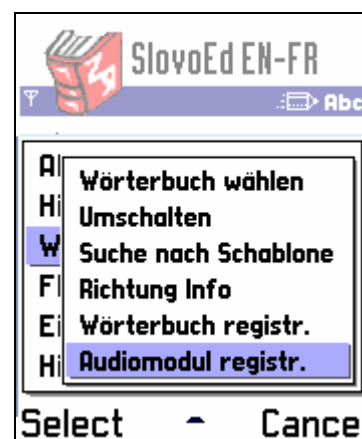 SlovoEd EN-FR
Abc
Wörterbuch wählen
Umschalten
Suche nach Schablone
Richtung Info
Wörterbuch registr.
Audiomodul registr.
Select Cance